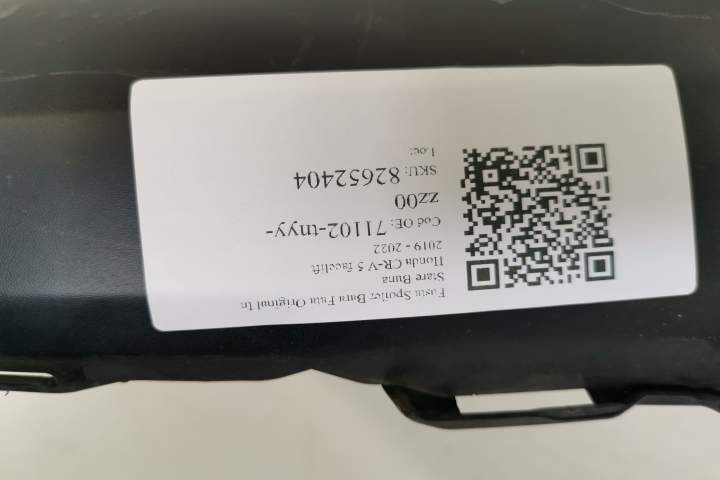 Fusta Spoiler Bara Fata Original In
Stare Buna
Honda CR-V 5 facelift
2019 - 2022
Cod OE: 71102-tnyy-
zz00
SKU: 82652404
Loc: